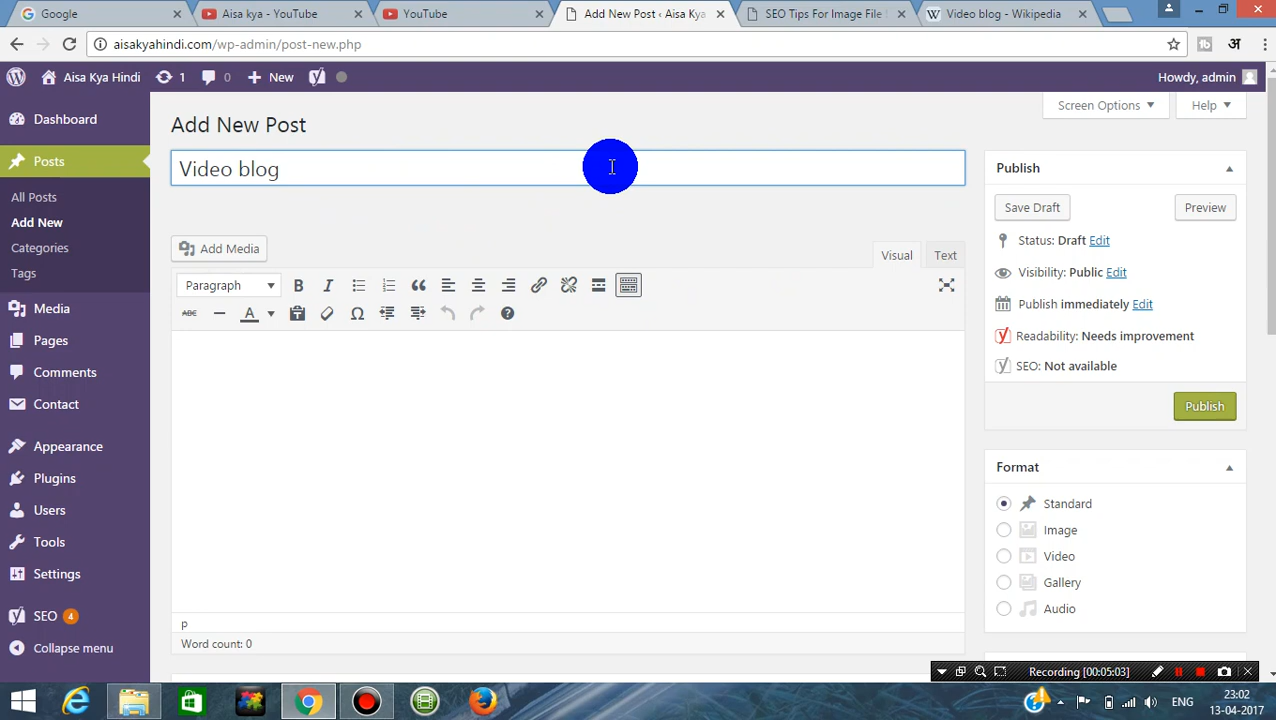 Google
Aisa kya - YouTube
YouTube
Add New Post ‹ Aisa Kya
SEO Tips For Image File
Video blog - Wikipedia
aisakyahindi.com/wp-admin/post-new.php
अ
Aisa Kya Hindi
1
0
New
Howdy, admin
Dashboard
Posts
All Posts
Add New
Categories
Tags
Media
Pages
Comments
Contact
Appearance
Plugins
Users
Tools
Settings
SEO 4
Collapse menu
Screen Options
Help
Add New Post
Video blog
Add Media
Visual
Text
Paragraph
B
I
ABC
A
Ω
p
Word count: 0
Publish
Save Draft
Preview
Status: Draft Edit
Visibility: Public Edit
Publish immediately Edit
Readability: Needs improvement
SEO: Not available
Publish
Format
Standard
Image
Video
Gallery
Audio
Recording [00:05:03]
ENG
23:02
13-04-2017